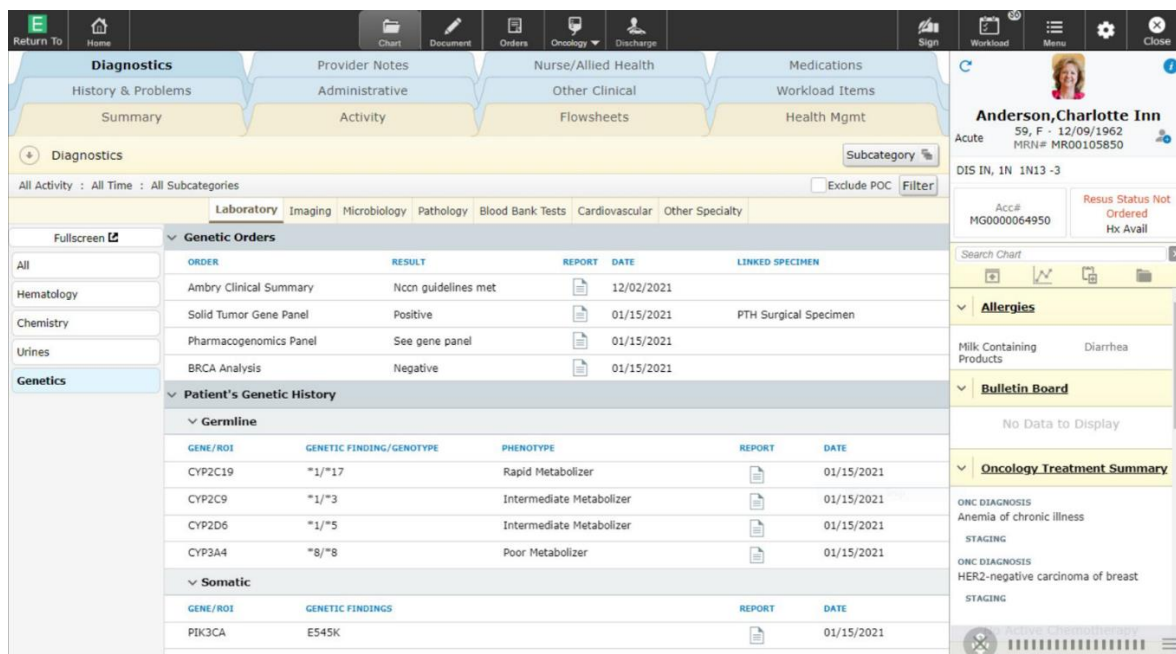 E
Return To
Home
Chart
Document
Orders
Oncology
Discharge
Sign
Workload
Menu
Close
Diagnostics
Provider Notes
Nurse/Allied Health
Medications
History & Problems
Administrative
Other Clinical
Workload Items
Summary
Activity
Flowsheets
Health Mgmt
Diagnostics
Subcategory
All Activity : All Time : All Subcategories
Exclude POC Filter
Laboratory Imaging Microbiology Pathology Blood Bank Tests Cardiovascular Other Specialty
Fullscreen
All
Hematology
Chemistry
Urines
Genetics
Genetic Orders
ORDER RESULT REPORT DATE LINKED SPECIMEN
Ambry Clinical Summary Nccn guidelines met 12/02/2021
Solid Tumor Gene Panel Positive 01/15/2021 PTH Surgical Specimen
Pharmacogenomics Panel See gene panel 01/15/2021
BRCA Analysis Negative 01/15/2021
Patient's Genetic History
Germline
GENE/ROI GENETIC FINDING/GENOTYPE PHENOTYPE REPORT DATE
CYP2C19 *1/*17 Rapid Metabolizer 01/15/2021
CYP2C9 *1/*3 Intermediate Metabolizer 01/15/2021
CYP2D6 *1/*5 Intermediate Metabolizer 01/15/2021
CYP3A4 *8/*8 Poor Metabolizer 01/15/2021
Somatic
GENE/ROI GENETIC FINDINGS REPORT DATE
PIK3CA E545K 01/15/2021
Anderson,Charlotte Inn
Acute 59, F - 12/09/1962
MRN# MR00105850
DIS IN, 1N 1N13 -3
Acc#
MG0000064950
Resus Status Not
Ordered
Hx Avail
Search Chart
Allergies
Milk Containing Products Diarrhea
Bulletin Board
No Data to Display
Oncology Treatment Summary
ONC DIAGNOSIS
Anemia of chronic illness
STAGING
ONC DIAGNOSIS
HER2-negative carcinoma of breast
STAGING
Active Chemotherapy